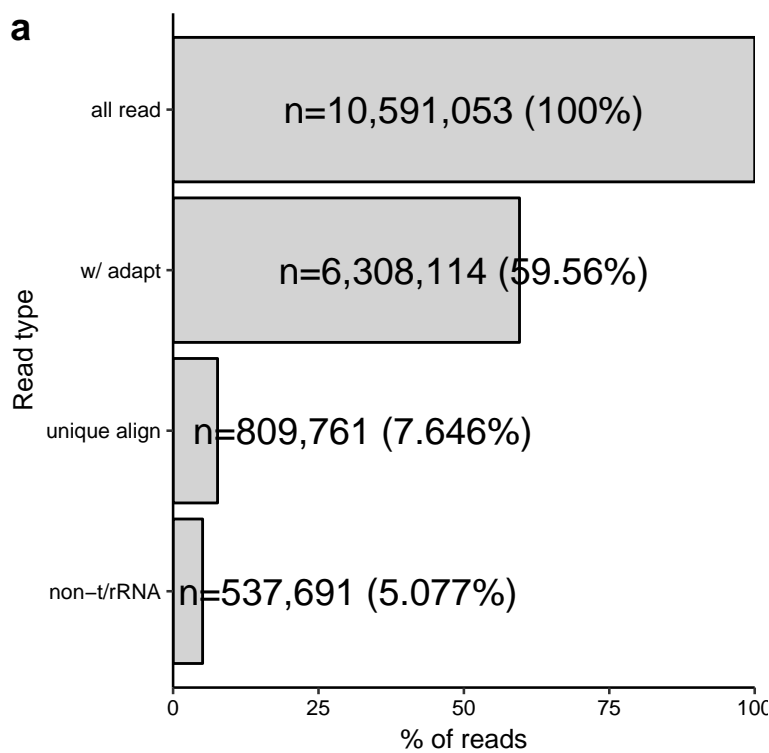 a
all read
n=10,591,053 (100%)
w/ adapt
n=6,308,114 (59.56%)
Read type
unique align
n=809,761 (7.646%)
non−t/rRNA
n=537,691 (5.077%)
0 25 50 75 100
% of reads